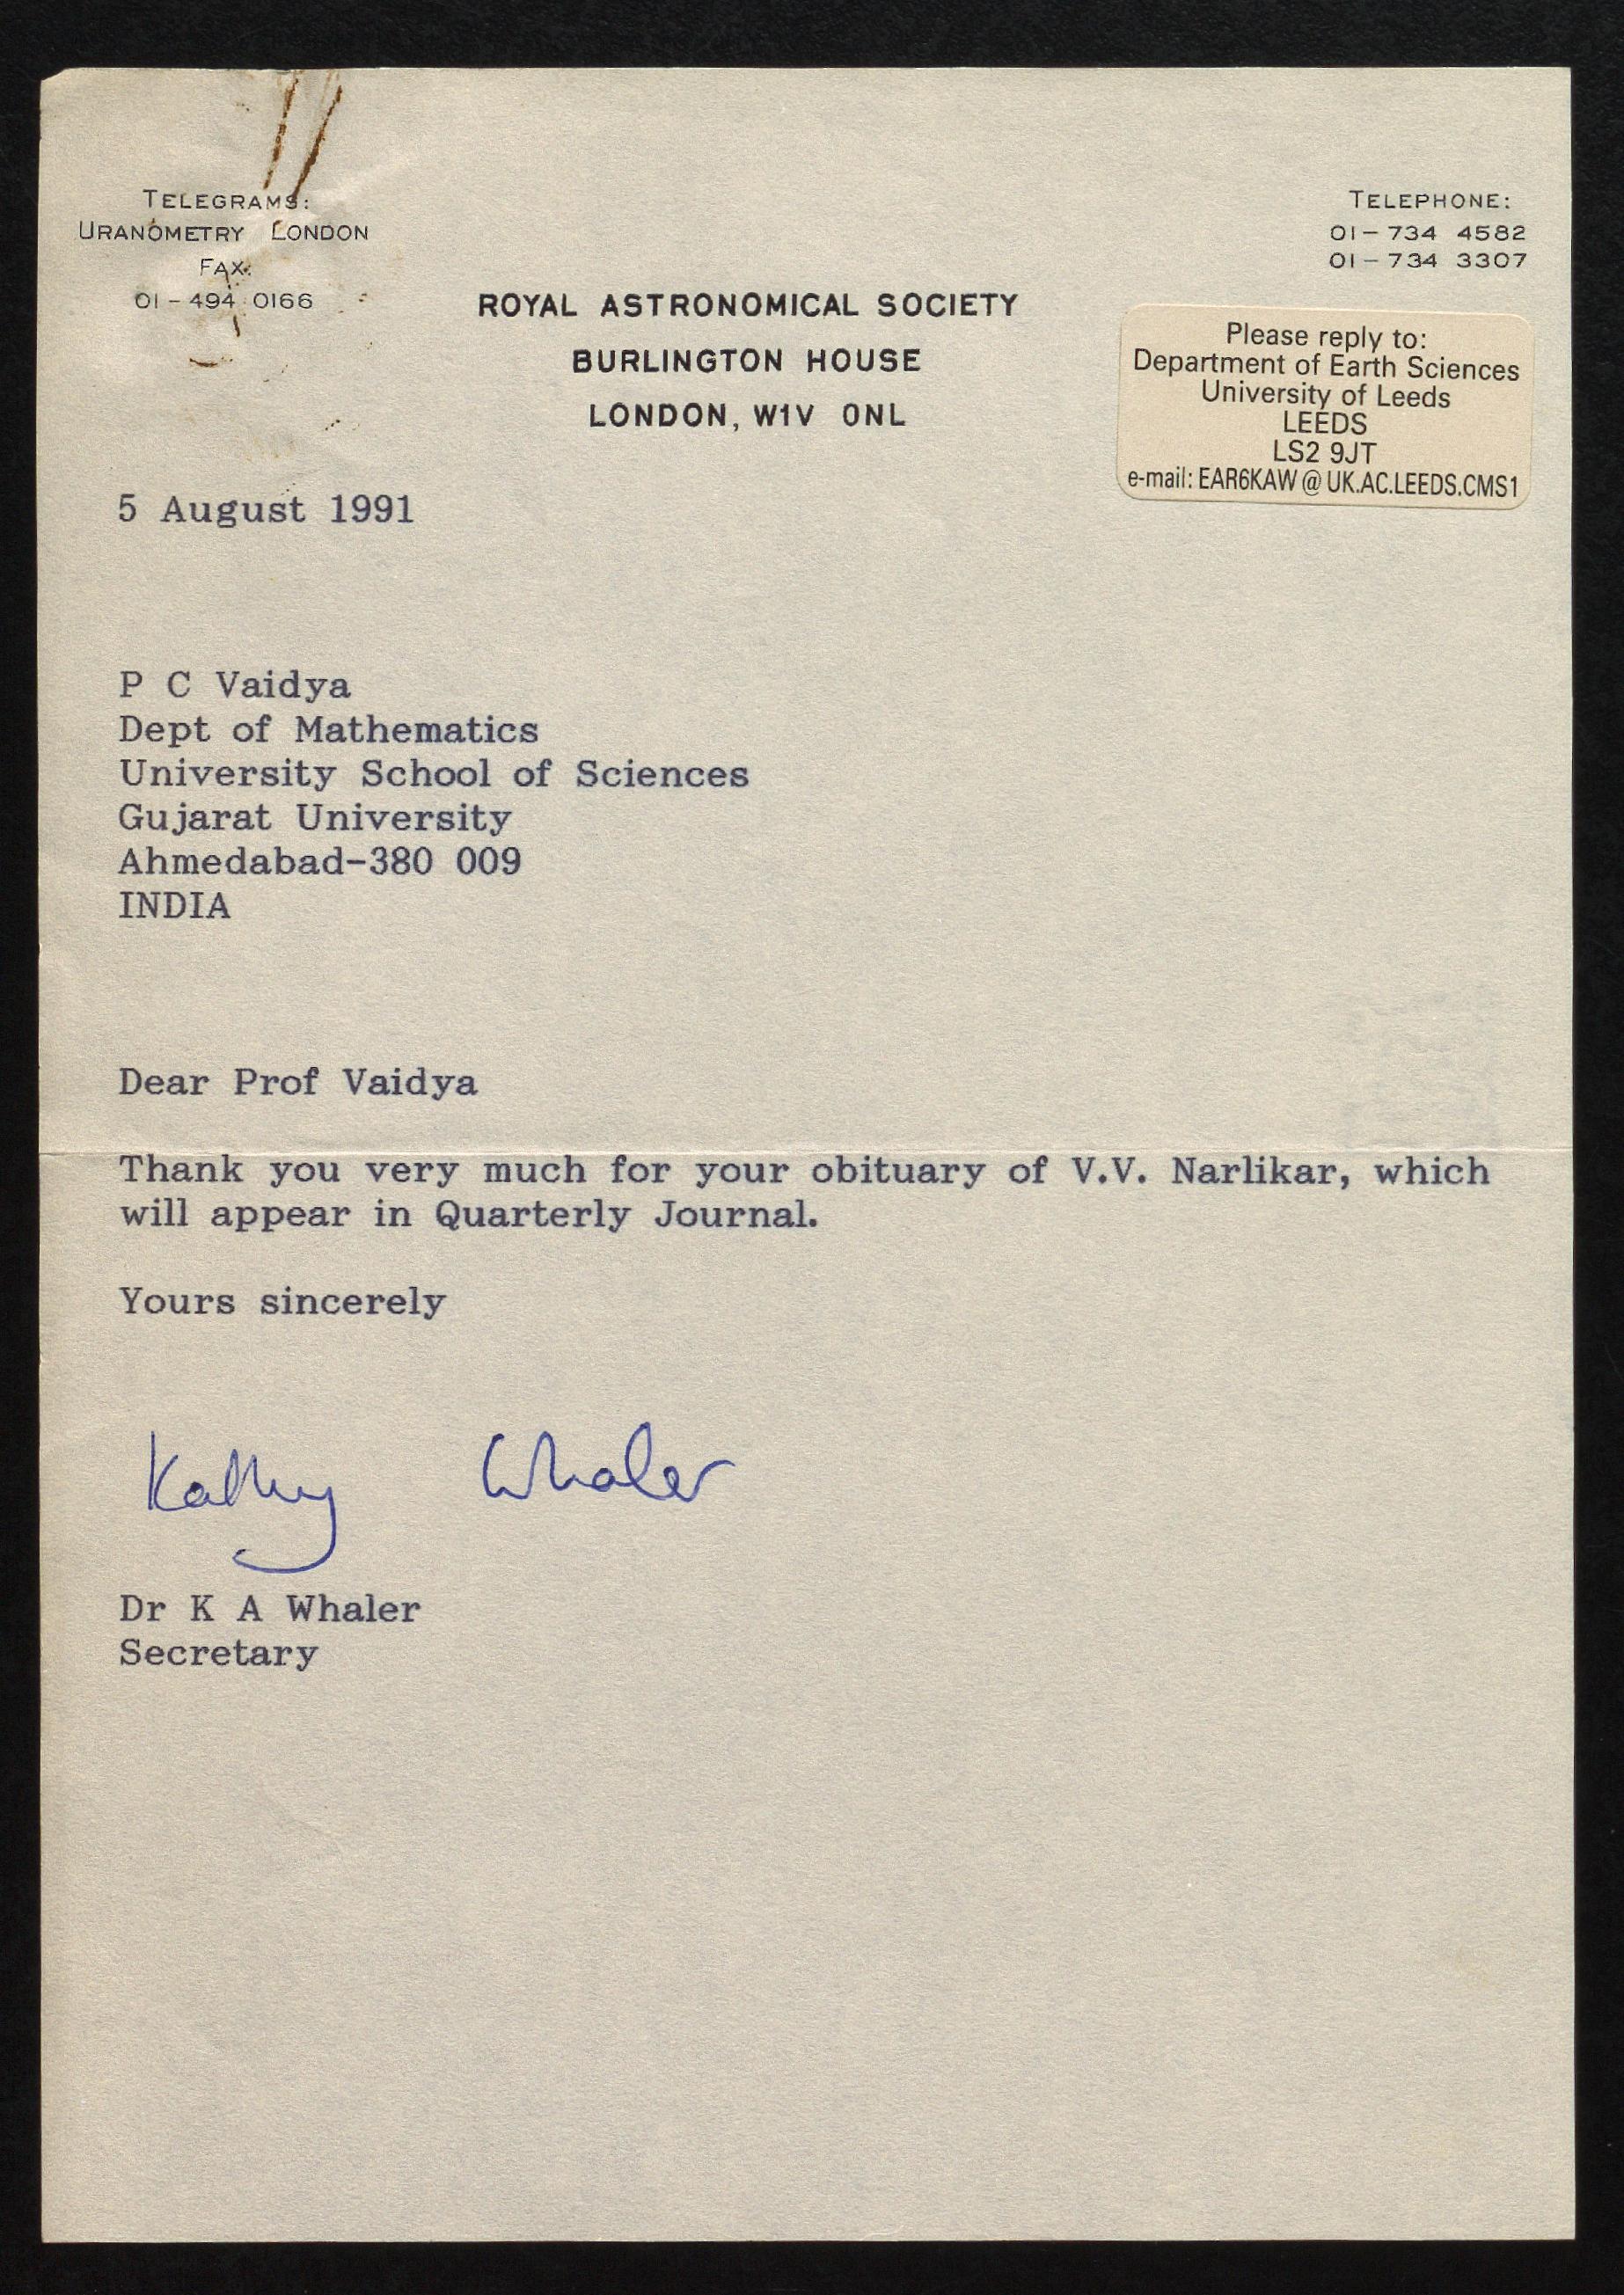 TELEGRAMS:
URANOMETRY LONDON
FAX:
01-494 0166
TELEPHONE:
01-734 4582
01-734 3307
ROYAL ASTRONOMICAL SOCIETY
BURLINGTON HOUSE
LONDON, W1V 0NL
Please reply to:
Department of Earth Sciences
University of Leeds
LEEDS
LS2 9JT
e-mail: EAR6KAW @ UK.AC.LEEDS.CMS1
5 August 1991
P C Vaidya
Dept of Mathematics
University School of Sciences
Gujarat University
Ahmedabad-380 009
INDIA
Dear Prof Vaidya
Thank you very much for your obituary of V.V. Narlikar, which
will appear in Quarterly Journal.
Yours sincerely
Kathy Whaler
Dr K A Whaler
Secretary